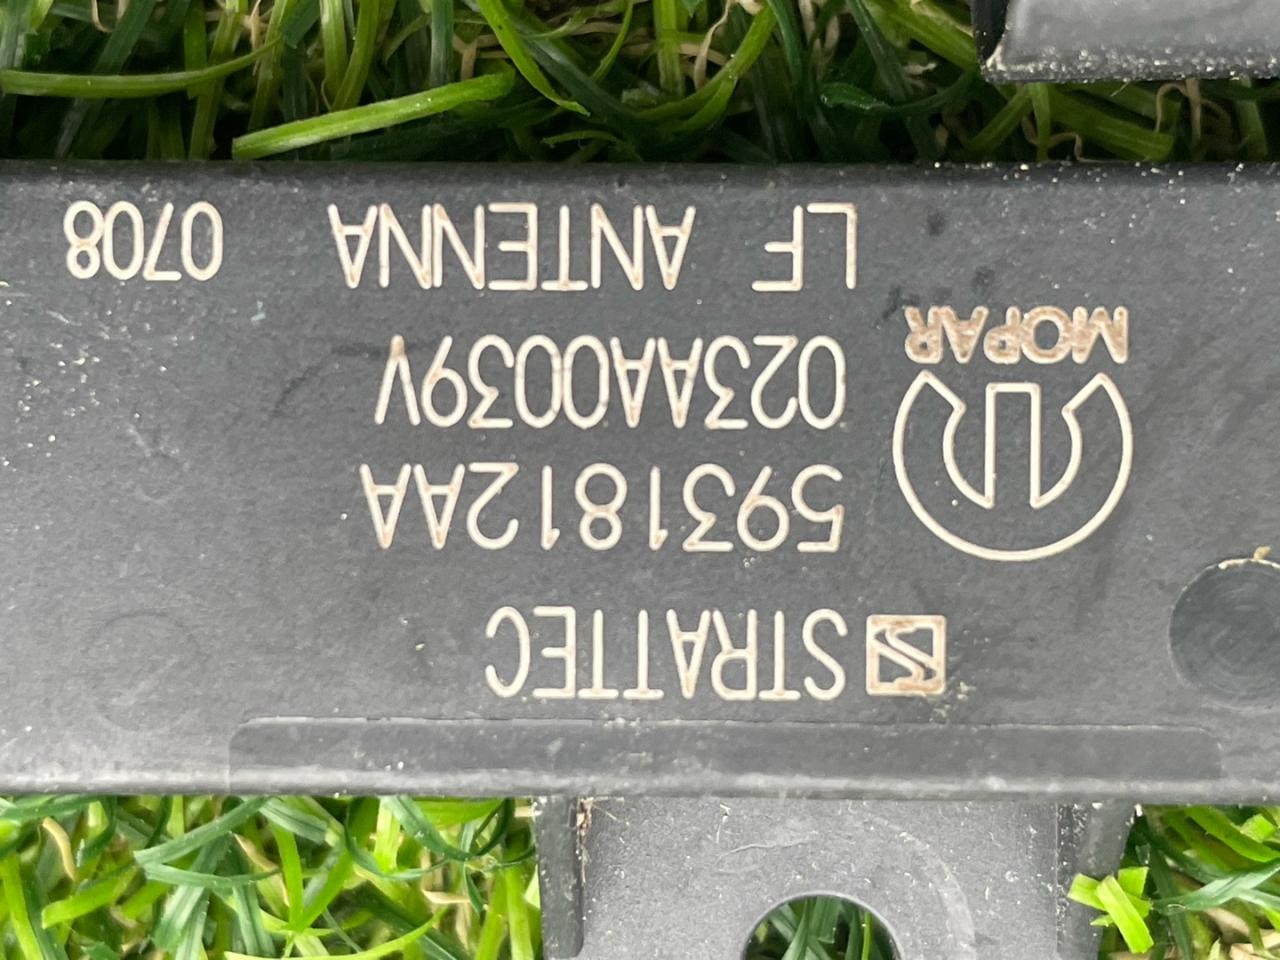 STRATTEC
5931812AA
023AA0039V
LF ANTENNA 0708
MOPAR